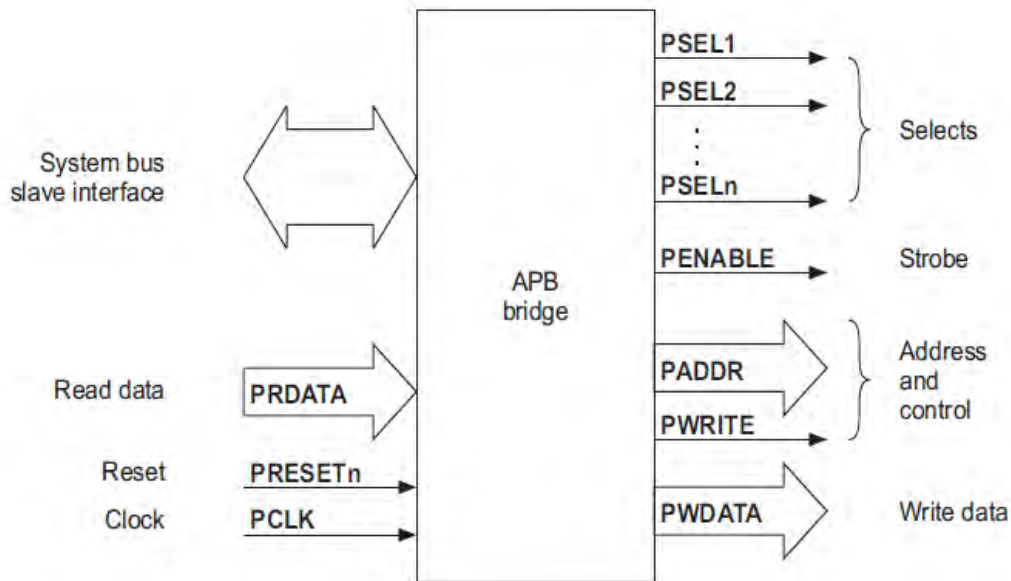 System bus
slave interface
Read data
PRDATA
Reset
PRESETn
Clock
PCLK
APB
bridge
PSEL1
PSEL2
PSELn
Selects
PENABLE
Strobe
PADDR
PWRITE
Address
and
control
PWDATA
Write data